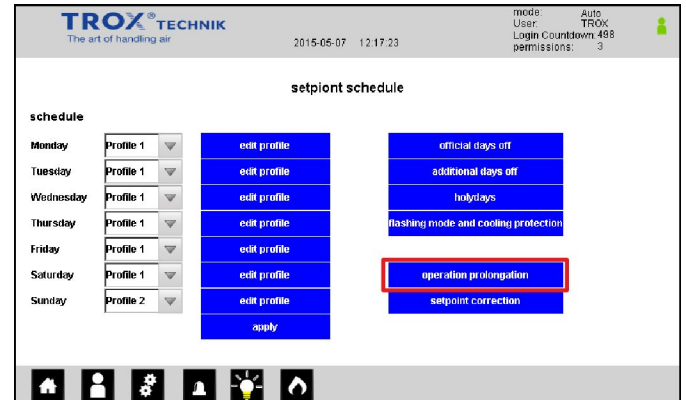 TROX® TECHNIK
The art of handling air
2015-05-07 12:17:23
mode: Auto
User: TROX
Login Countdown: 498
permissions: 3
setpiont schedule
schedule
Monday Profile 1 edit profile official days off
Tuesday Profile 1 edit profile additional days off
Wednesday Profile 1 edit profile holydays
Thursday Profile 1 edit profile flashing mode and cooling protection
Friday Profile 1 edit profile
Saturday Profile 1 edit profile operation prolongation
Sunday Profile 2 edit profile setpoint correction
apply